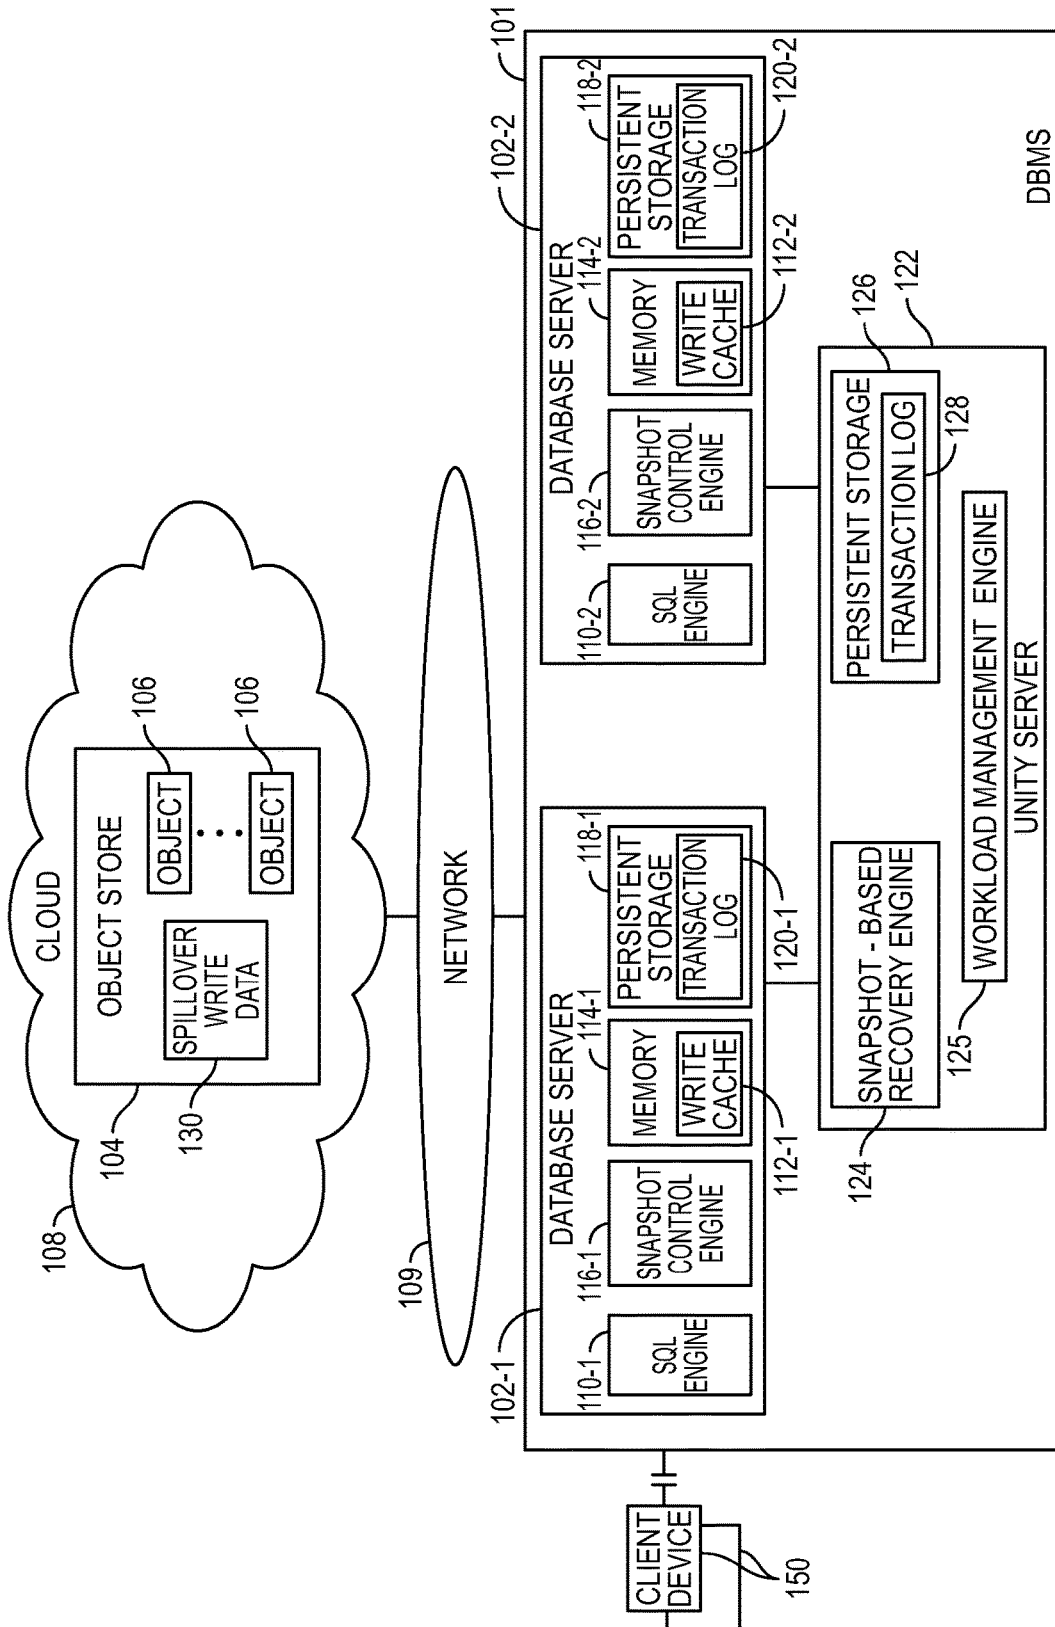 108
CLOUD
104
OBJECT STORE
130
SPILLOVER
WRITE
DATA
OBJECT
106
OBJECT
106
109
NETWORK
101
102-1
DATABASE SERVER
110-1
SQL
ENGINE
116-1
SNAPSHOT
CONTROL
ENGINE
114-1
MEMORY
WRITE
CACHE
112-1
118-1
PERSISTENT
STORAGE
TRANSACTION
LOG
120-1
102-2
DATABASE SERVER
110-2
SQL
ENGINE
116-2
SNAPSHOT
CONTROL
ENGINE
114-2
MEMORY
WRITE
CACHE
112-2
118-2
PERSISTENT
STORAGE
TRANSACTION
LOG
120-2
CLIENT
DEVICE
150
124
SNAPSHOT - BASED
RECOVERY ENGINE
125
WORKLOAD MANAGEMENT ENGINE
PERSISTENT STORAGE
126
TRANSACTION LOG
128
122
UNITY SERVER
DBMS